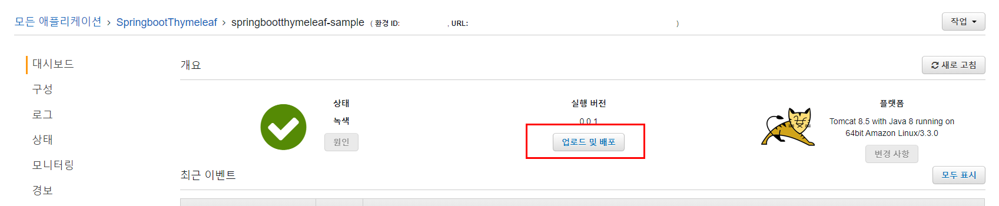 모든 애플리케이션 > SpringbootThymeleaf > springbootthymeleaf-sample ( 환경 ID: , URL: )
작업
대시보드
구성
로그
상태
모니터링
경보
개요
새로 고침
상태
녹색
원인
실행 버전
0.0.1
업로드 및 배포
플랫폼
Tomcat 8.5 with Java 8 running on
64bit Amazon Linux/3.3.0
변경 사항
최근 이벤트
모두 표시